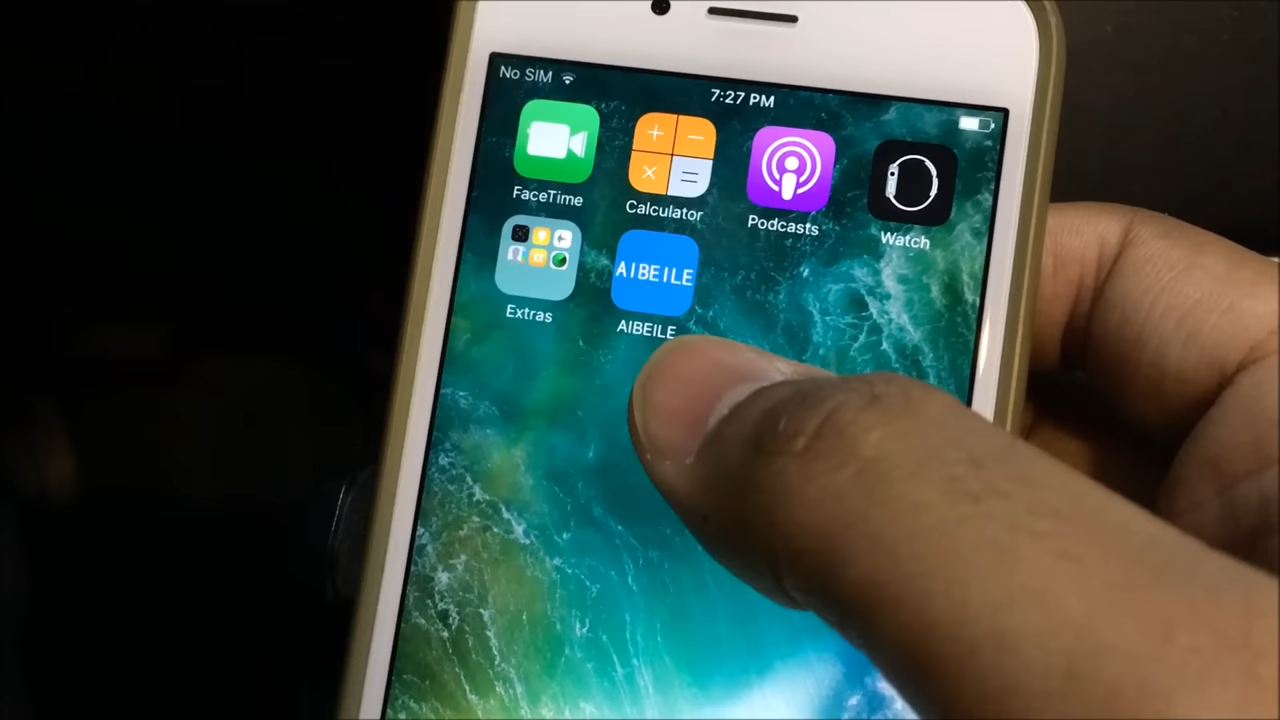 No SIM
7:27 PM
FaceTime
Calculator
Podcasts
Watch
AIBEILE
Extras
AIBEILE